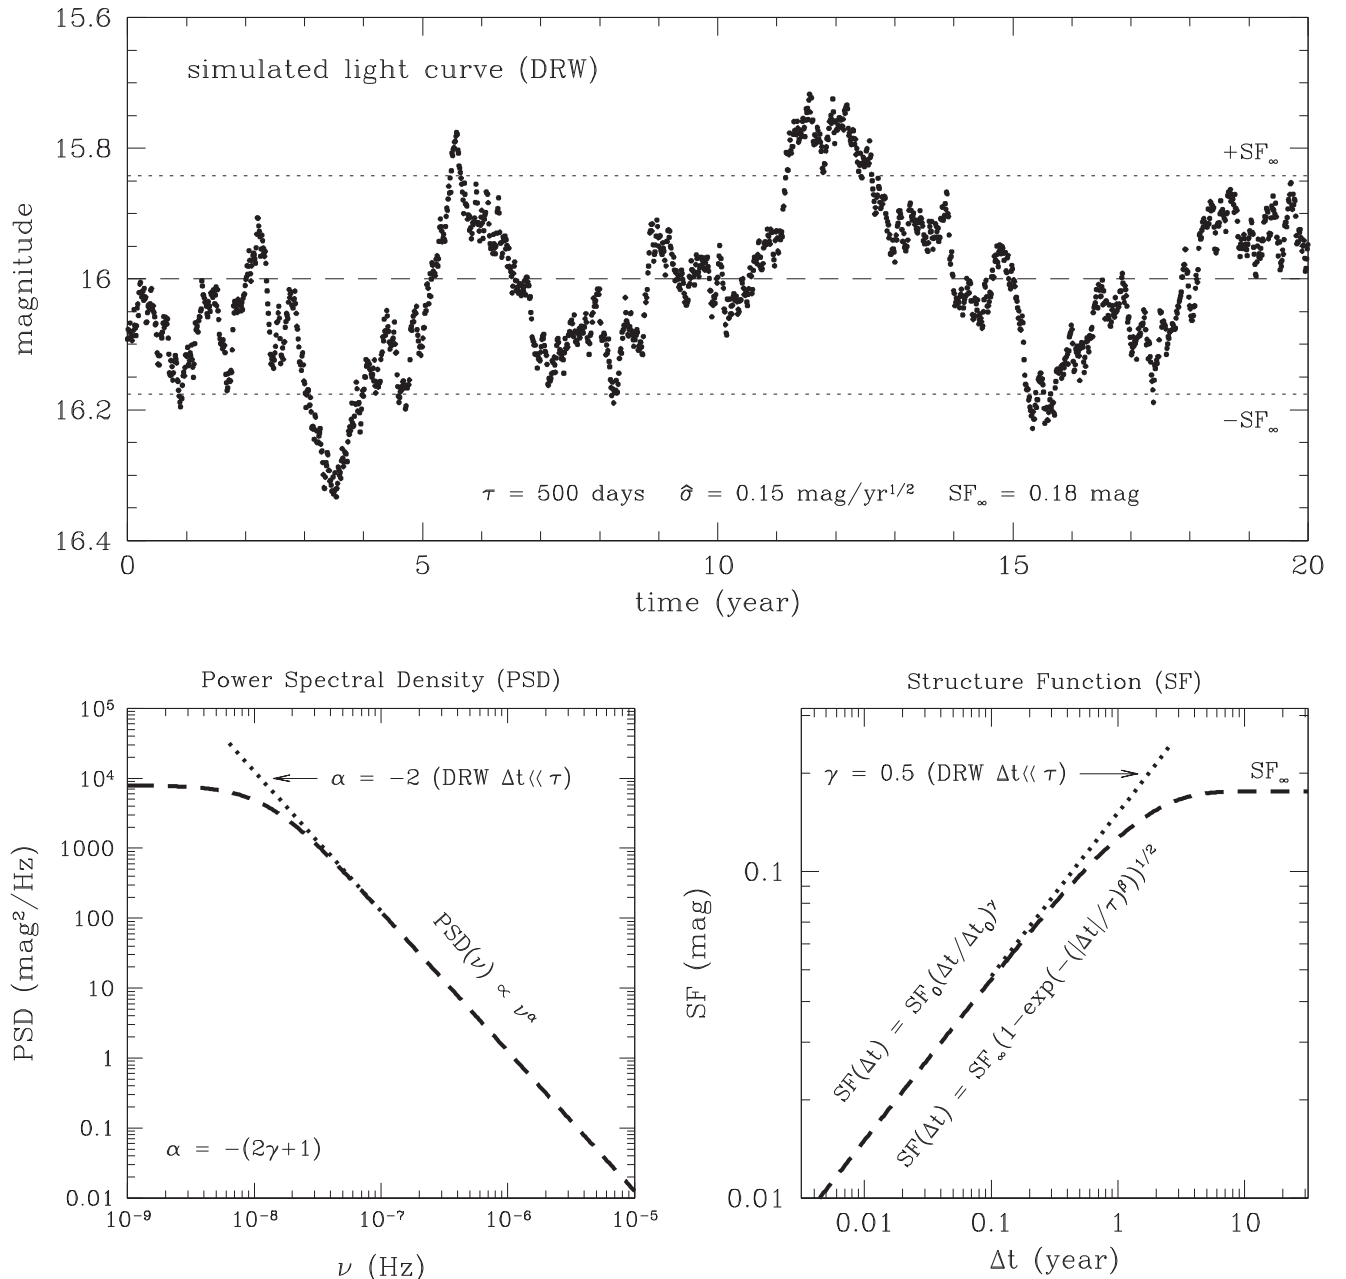 15.6
simulated light curve (DRW)
15.8
+SF∞
magnitude
16
16.2
−SF∞
τ = 500 days σ̂ = 0.15 mag/yr^1/2 SF∞ = 0.18 mag
16.4
0 5 10 15 20
time (year)
Power Spectral Density (PSD)
10^5
10^4
1000
100
10
1
0.1
0.01
PSD (mag^2/Hz)
α = −2 (DRW Δt≪τ)
PSD(ν) ∝ ν^α
α = −(2γ+1)
10^−9 10^−8 10^−7 10^−6 10^−5
ν (Hz)
Structure Function (SF)
γ = 0.5 (DRW Δt≪τ)
SF∞
0.1
0.01
SF (mag)
SF(Δt) = SF_0(Δt/Δt_0)^γ
SF(Δt) = SF∞(1−exp(−(|Δt|/τ)^β))^1/2
0.01 0.1 1 10
Δt (year)